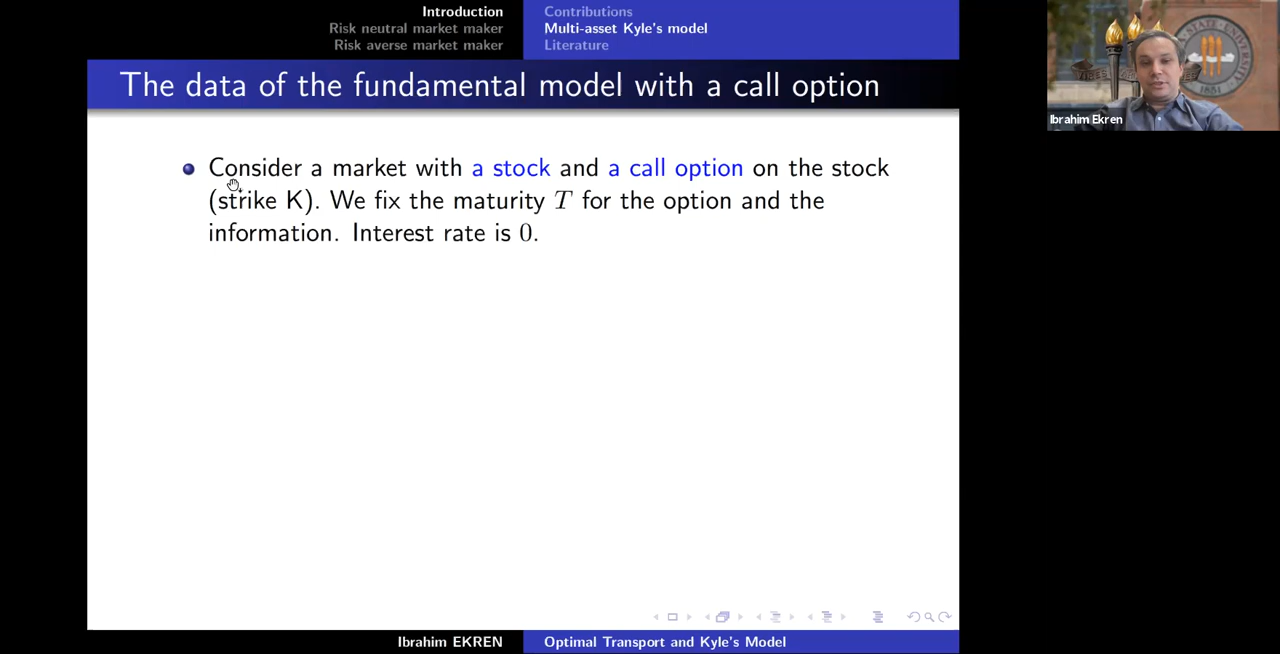 Introduction
Risk neutral market maker
Risk averse market maker
Contributions
Multi-asset Kyle's model
Literature
The data of the fundamental model with a call option
Consider a market with a stock and a call option on the stock
(strike K). We fix the maturity T for the option and the
information. Interest rate is 0.
Ibrahim EKREN
Optimal Transport and Kyle's Model
Ibrahim Ekren